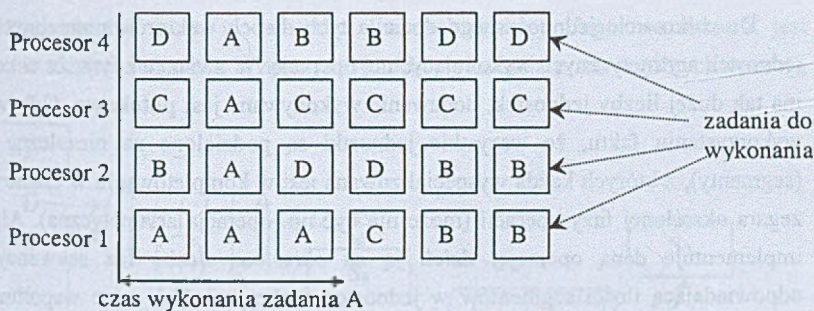 Procesor 4 D A B B D D
Procesor 3 C A C C C C
zadania do
wykonania
Procesor 2 B A D D B B
Procesor 1 A A A C B B
czas wykonania zadania A